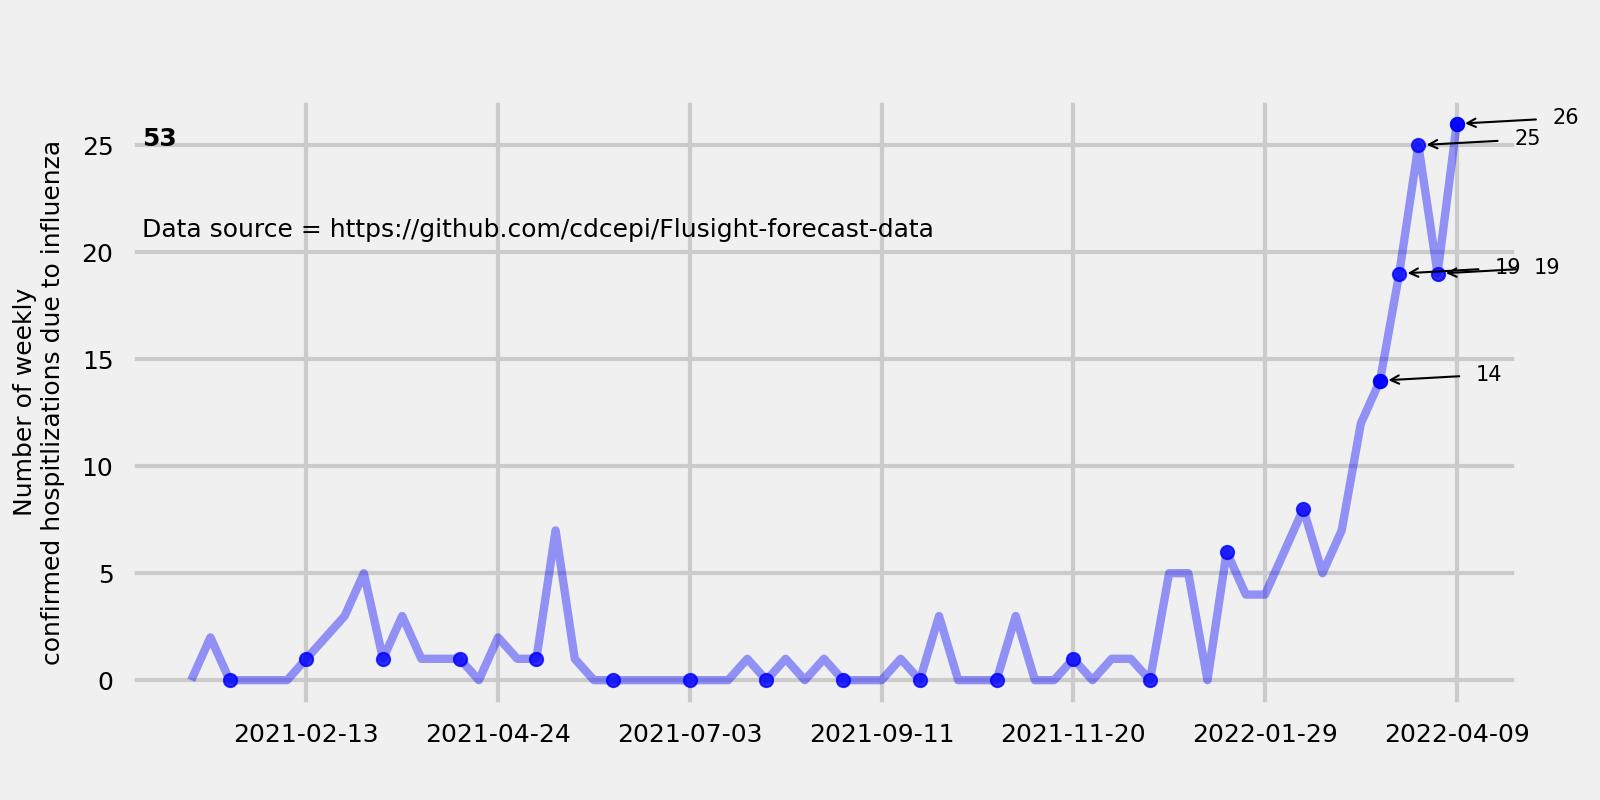 53
Data source = https://github.com/cdcepi/Flusight-forecast-data
Number of weekly
confirmed hospitlizations due to influenza
25
20
15
10
5
0
26
25
19 19
14
2021-02-13 2021-04-24 2021-07-03 2021-09-11 2021-11-20 2022-01-29 2022-04-09